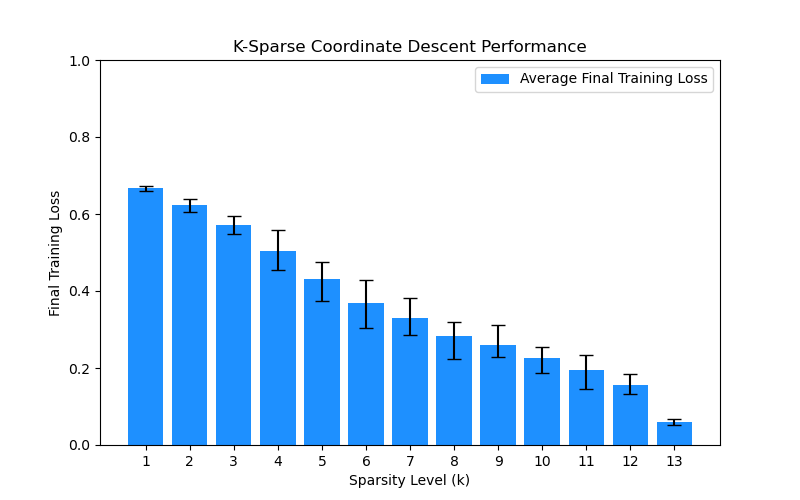 K-Sparse Coordinate Descent Performance
Average Final Training Loss
Final Training Loss
1.0
0.8
0.6
0.4
0.2
0.0
1 2 3 4 5 6 7 8 9 10 11 12 13
Sparsity Level (k)